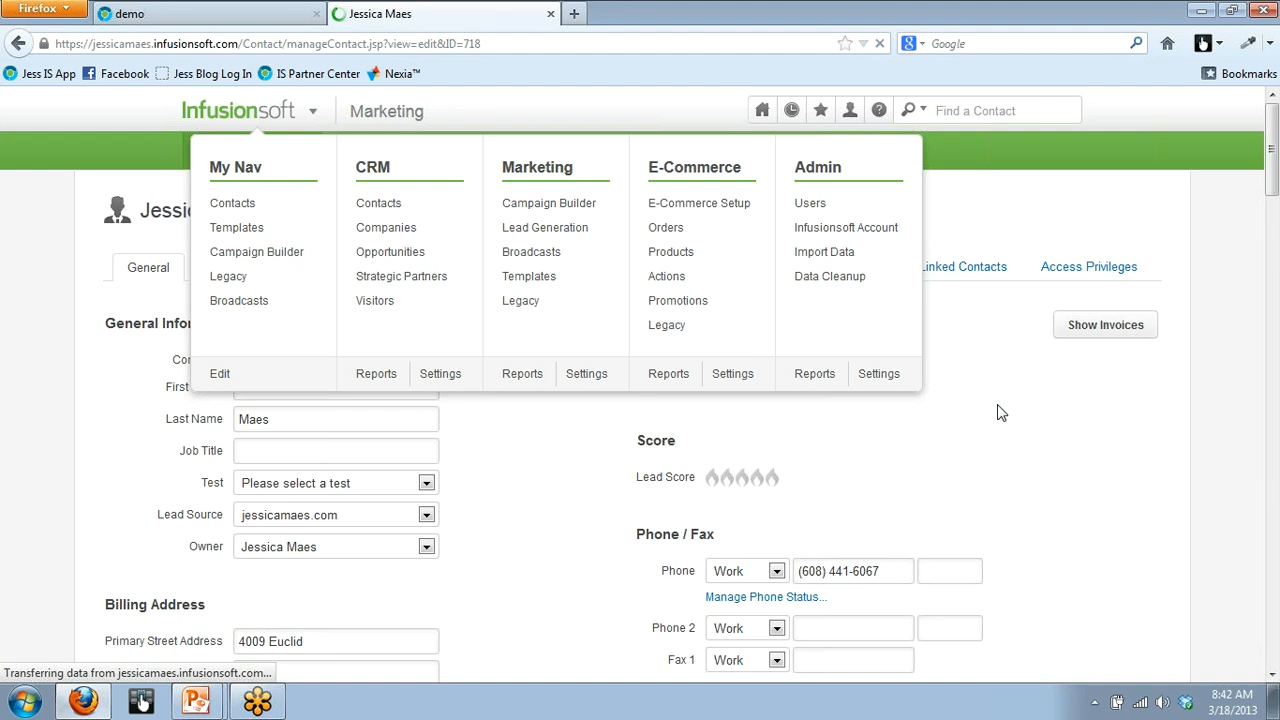 Firefox
demo
Jessica Maes
https://jessicamaes.infusionsoft.com/Contact/manageContact.jsp?view=edit&ID=718
Google
Jess IS App
Facebook
Jess Blog Log In
IS Partner Center
Nexia™
Bookmarks
Infusionsoft
Marketing
Find a Contact
My Nav
CRM
Marketing
E-Commerce
Admin
Contacts
Contacts
Campaign Builder
E-Commerce Setup
Users
Templates
Companies
Lead Generation
Orders
Infusionsoft Account
Campaign Builder
Opportunities
Broadcasts
Products
Import Data
Legacy
Strategic Partners
Templates
Actions
Data Cleanup
Broadcasts
Visitors
Legacy
Promotions
Legacy
Edit
Reports
Settings
Reports
Settings
Reports
Settings
Reports
Settings
Jess
General
Linked Contacts
Access Privileges
General Infor
Show Invoices
Co
First
Last Name
Maes
Job Title
Test
Please select a test
Lead Source
jessicamaes.com
Owner
Jessica Maes
Score
Lead Score
Phone / Fax
Phone
Work
(608) 441-6067
Manage Phone Status...
Phone 2
Work
Fax 1
Work
Billing Address
Primary Street Address
4009 Euclid
Transferring data from jessicamaes.infusionsoft.com...
8:42 AM
3/18/2013